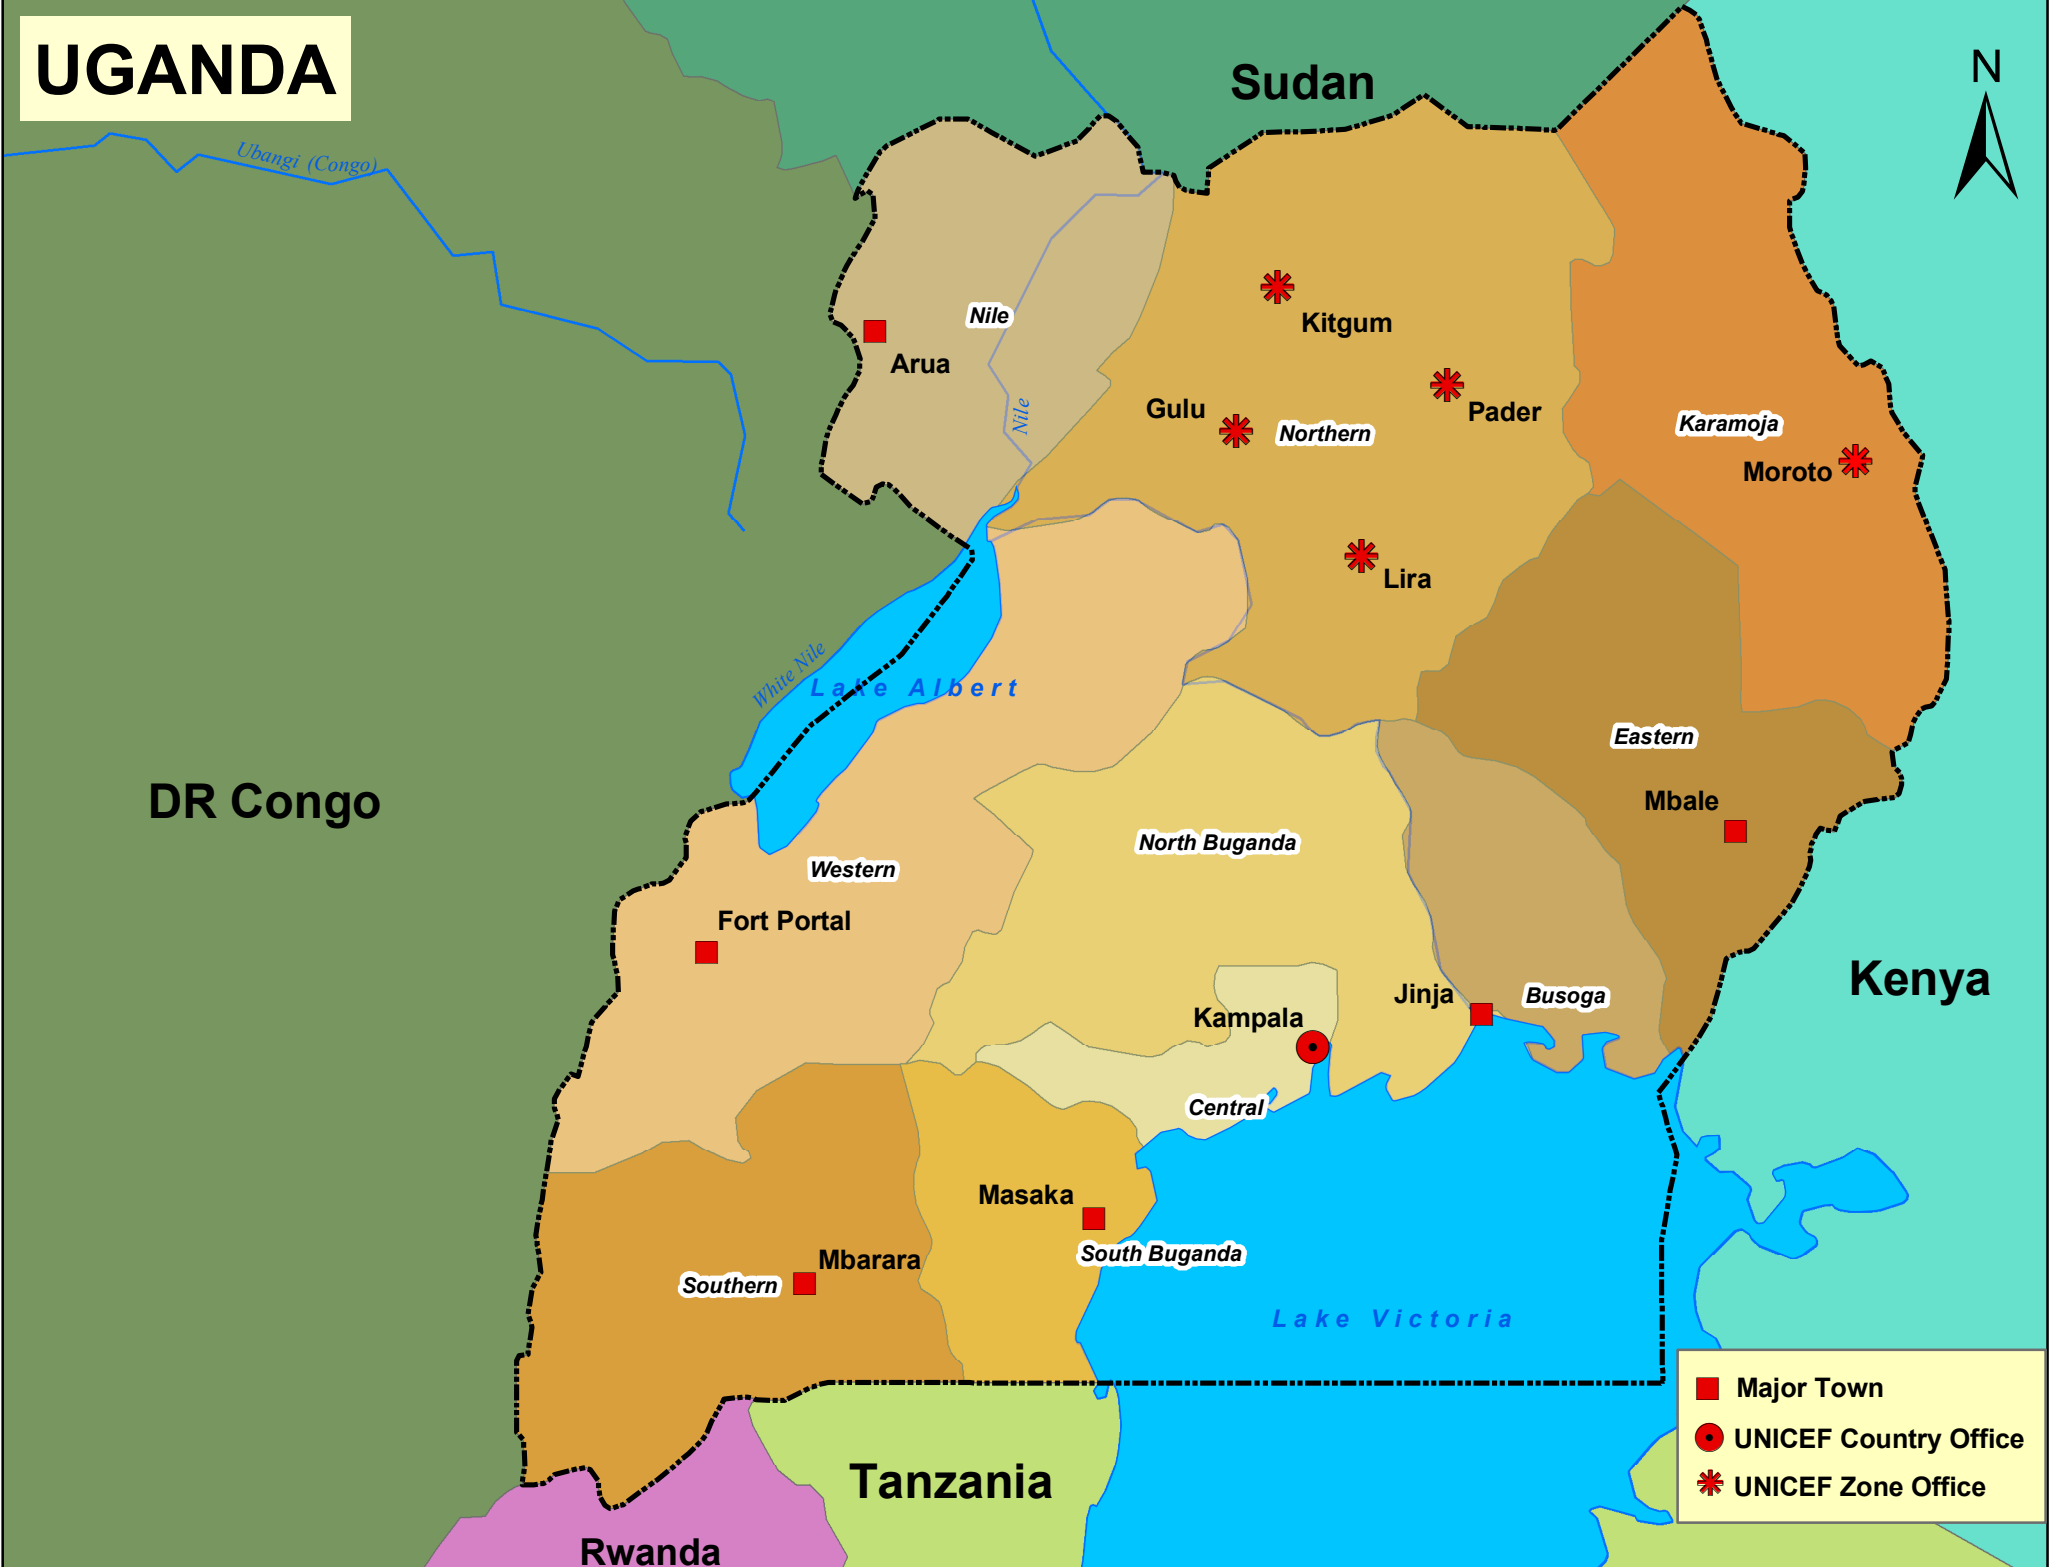 UGANDA
Sudan
N
Ubangi (Congo)
Nile
Kitgum
Arua
Nile
Pader
Gulu
Northern
Karamoja
Moroto
Lira
White Nile
Lake Albert
Eastern
DR Congo
Mbale
North Buganda
Western
Fort Portal
Kenya
Jinja
Busoga
Kampala
Central
Masaka
South Buganda
Mbarara
Southern
Lake Victoria
Major Town
UNICEF Country Office
UNICEF Zone Office
Tanzania
Rwanda